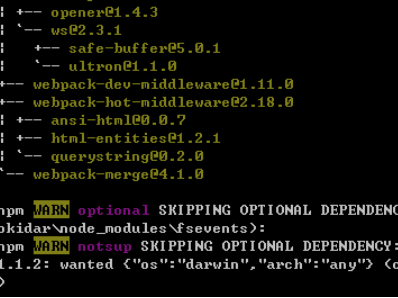 ¦ +-- opener@1.4.3
¦ `-- ws@2.3.1
¦   +-- safe-buffer@5.0.1
¦   `-- ultron@1.1.0
+-- webpack-dev-middleware@1.11.0
+-- webpack-hot-middleware@2.18.0
¦ +-- ansi-html@0.0.7
¦ +-- html-entities@1.2.1
¦ `-- querystring@0.2.0
`-- webpack-merge@4.1.0
npm WARN optional SKIPPING OPTIONAL DEPENDENC
okidar\node_modules\fsevents):
npm WARN notsup SKIPPING OPTIONAL DEPENDENCY:
1.1.2: wanted {"os":"darwin","arch":"any"} (c
)